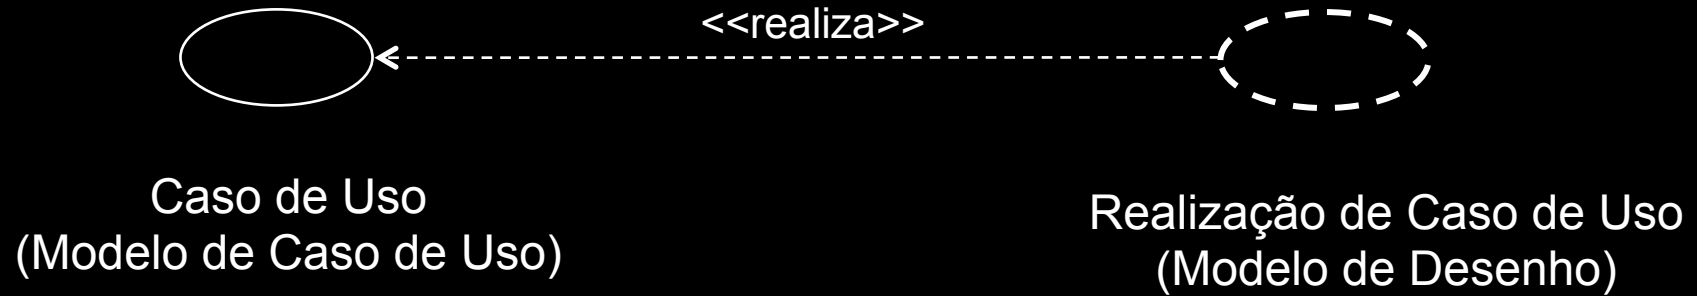 <<realiza>>
Caso de Uso
(Modelo de Caso de Uso)
Realização de Caso de Uso
(Modelo de Desenho)